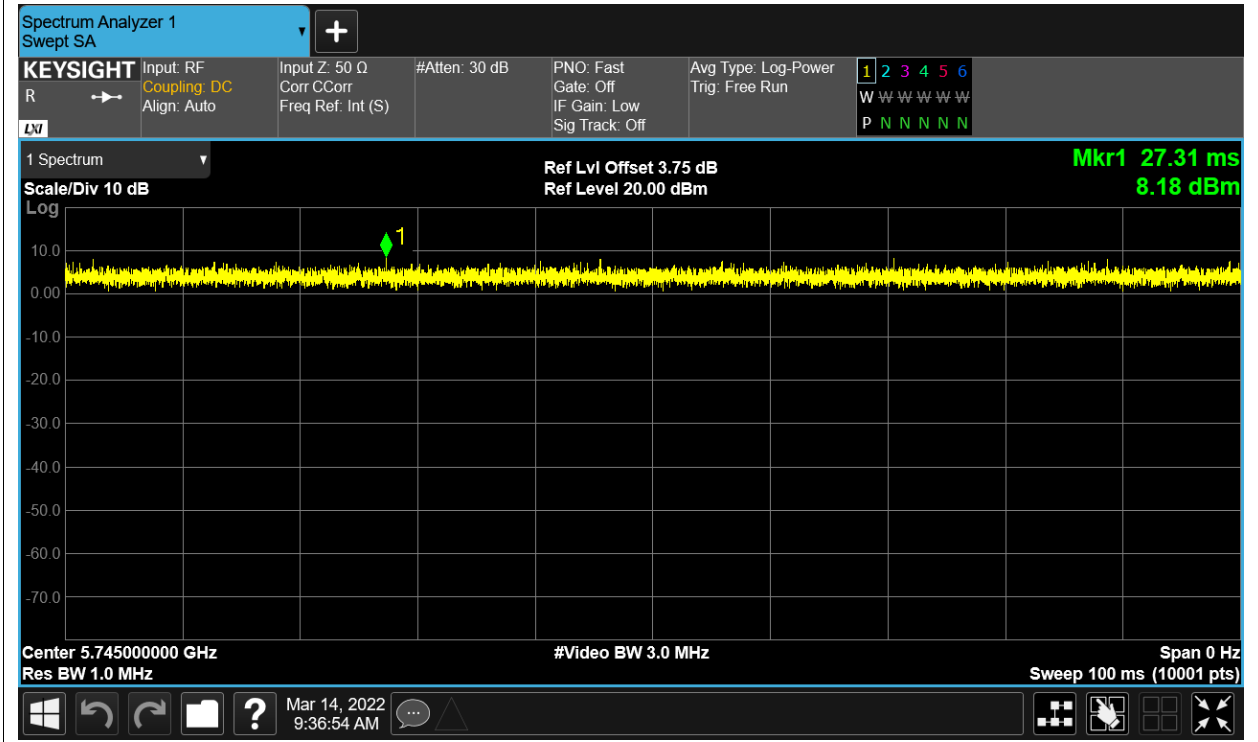 Spectrum Analyzer 1
Swept SA
KEYSIGHT
R
LXI
Input: RF
Coupling: DC
Align: Auto
Input Z: 50 Ω
Corr CCorr
Freq Ref: Int (S)
#Atten: 30 dB
PNO: Fast
Gate: Off
IF Gain: Low
Sig Track: Off
Avg Type: Log-Power
Trig: Free Run
1 2 3 4 5 6
W W W W W W
P N N N N N
1 Spectrum
Scale/Div 10 dB
Log
Ref Lvl Offset 3.75 dB
Ref Level 20.00 dBm
Mkr1 27.31 ms
8.18 dBm
1
10.0
0.00
-10.0
-20.0
-30.0
-40.0
-50.0
-60.0
-70.0
Center 5.745000000 GHz
Res BW 1.0 MHz
#Video BW 3.0 MHz
Span 0 Hz
Sweep 100 ms (10001 pts)
?
Mar 14, 2022
9:36:54 AM